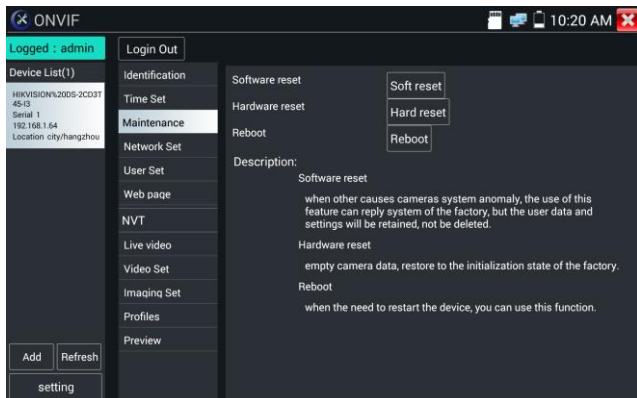 ONVIF
10:20 AM
Logged : admin
Login Out
Device List(1)
HIKVISION%20DS-2CD3T
45-I3
Serial 1
192.168.1.64
Location city/hangzhou
Add
Refresh
setting
Identification
Time Set
Maintenance
Network Set
User Set
Web page
NVT
Live video
Video Set
Imaging Set
Profiles
Preview
Software reset
Soft reset
Hardware reset
Hard reset
Reboot
Reboot
Description:
Software reset
when other causes cameras system anomaly, the use of this
feature can reply system of the factory, but the user data and
settings will be retained, not be deleted.
Hardware reset
empty camera data, restore to the initialization state of the factory.
Reboot
when the need to restart the device, you can use this function.